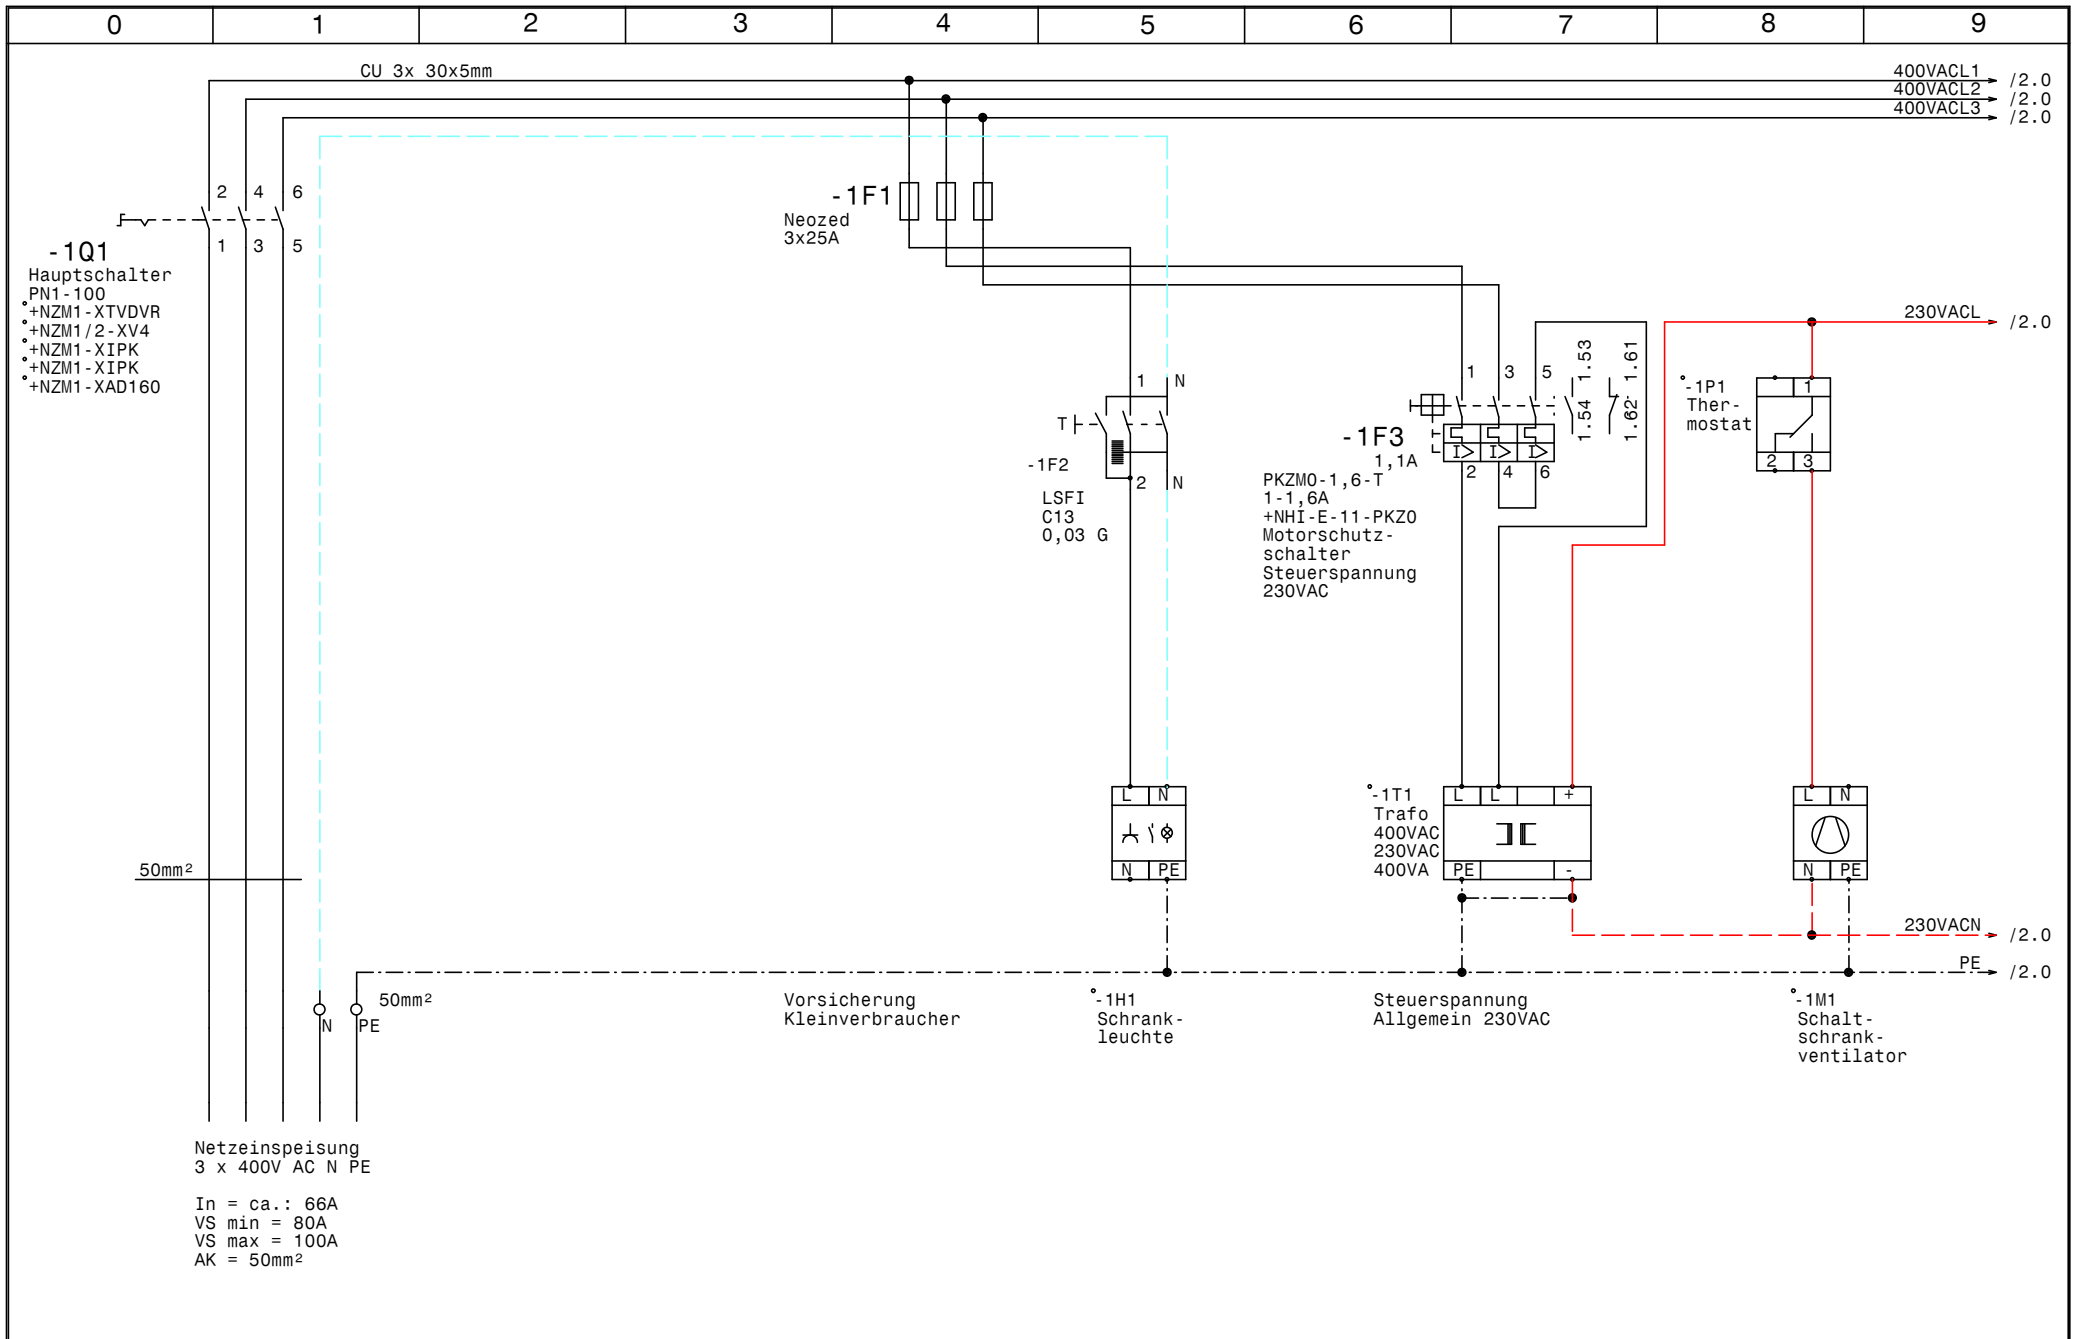 0 1 2 3 4 5 6 7 8 9
CU 3x 30x5mm
400VACL1 /2.0
400VACL2 /2.0
400VACL3 /2.0
2 4 6
1 3 5
-1Q1
Hauptschalter
PN1-100
+NZM1-XTVDVR
+NZM1/2-XV4
+NZM1-XIPK
+NZM1-XIPK
+NZM1-XAD160
-1F1
Neozed
3x25A
230VACL /2.0
1 N
T
-1F2
2 N
LSFI
C13
0,03 G
1 3 5
1.53
1.54
1.61
1.62
-1F3
1,1A
I> I> I>
2 4 6
PKZM0-1,6-T
1-1,6A
+NHI-E-11-PKZ0
Motorschutz-
schalter
Steuerspannung
230VAC
-1P1
Ther-
mostat
1
2 3
L N
N PE
-1T1
Trafo
400VAC
230VAC
400VA
L L +
PE -
L N
N PE
50mm²
230VACN /2.0
PE /2.0
50mm²
N PE
Vorsicherung
Kleinverbraucher
-1H1
Schrank-
leuchte
Steuerspannung
Allgemein 230VAC
-1M1
Schalt-
schrank-
ventilator
Netzeinspeisung
3 x 400V AC N PE
In = ca.: 66A
VS min = 80A
VS max = 100A
AK = 50mm²